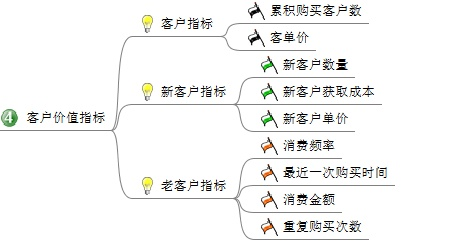 4 客户价值指标
客户指标
累积购买客户数
客单价
新客户指标
新客户数量
新客户获取成本
新客户单价
老客户指标
消费频率
最近一次购买时间
消费金额
重复购买次数